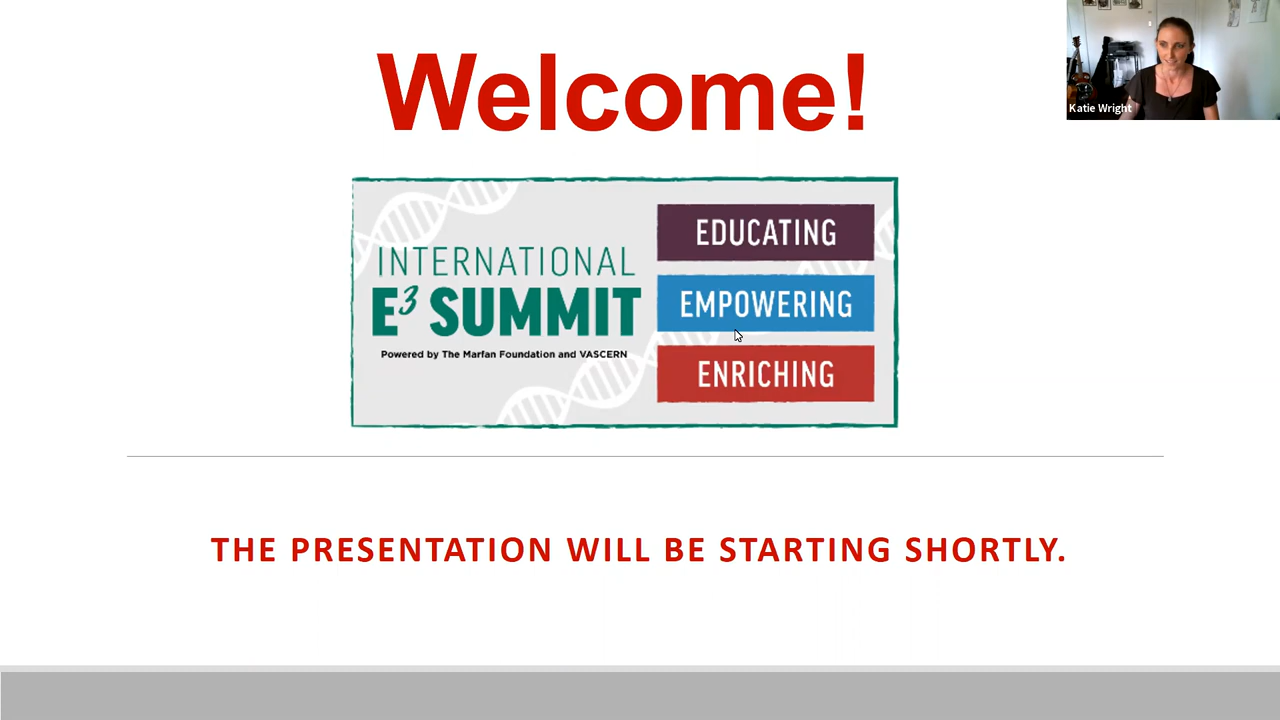 Welcome!
Katie Wright
INTERNATIONAL
E³ SUMMIT
Powered by The Marfan Foundation and VASCERN
EDUCATING
EMPOWERING
ENRICHING
THE PRESENTATION WILL BE STARTING SHORTLY.